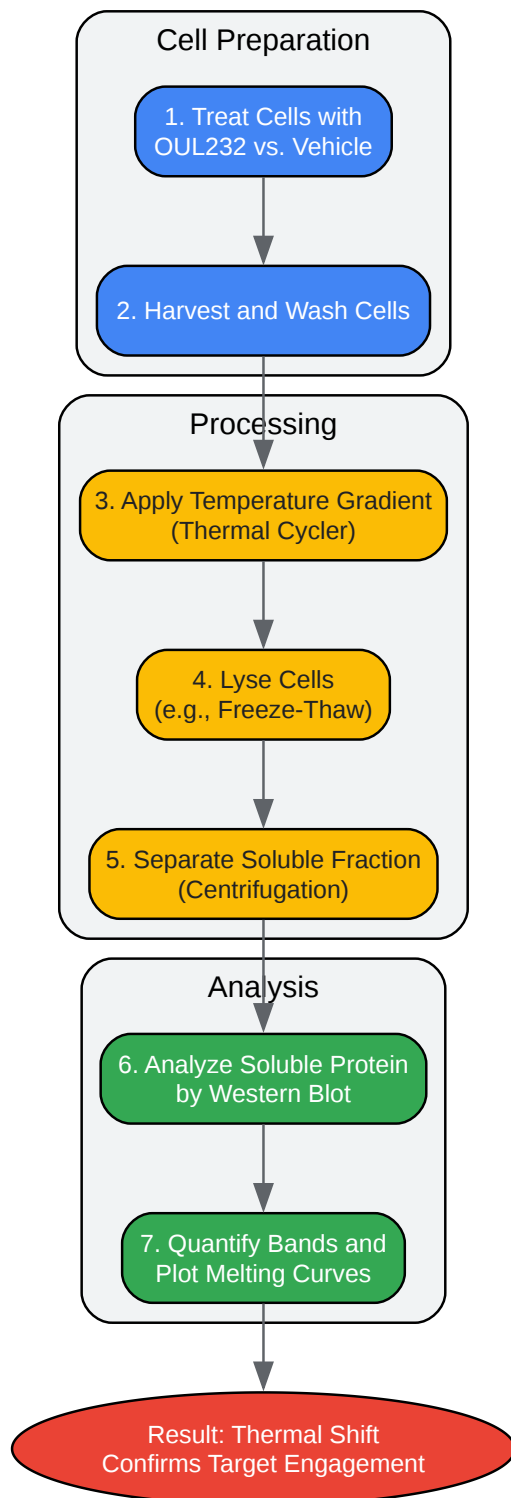 Cell Preparation
1. Treat Cells with
OUL232 vs. Vehicle
2. Harvest and Wash Cells
Processing
3. Apply Temperature Gradient
(Thermal Cycler)
4. Lyse Cells
(e.g., Freeze-Thaw)
5. Separate Soluble Fraction
(Centrifugation)
Analysis
6. Analyze Soluble Protein
by Western Blot
7. Quantify Bands and
Plot Melting Curves
Result: Thermal Shift
Confirms Target Engagement